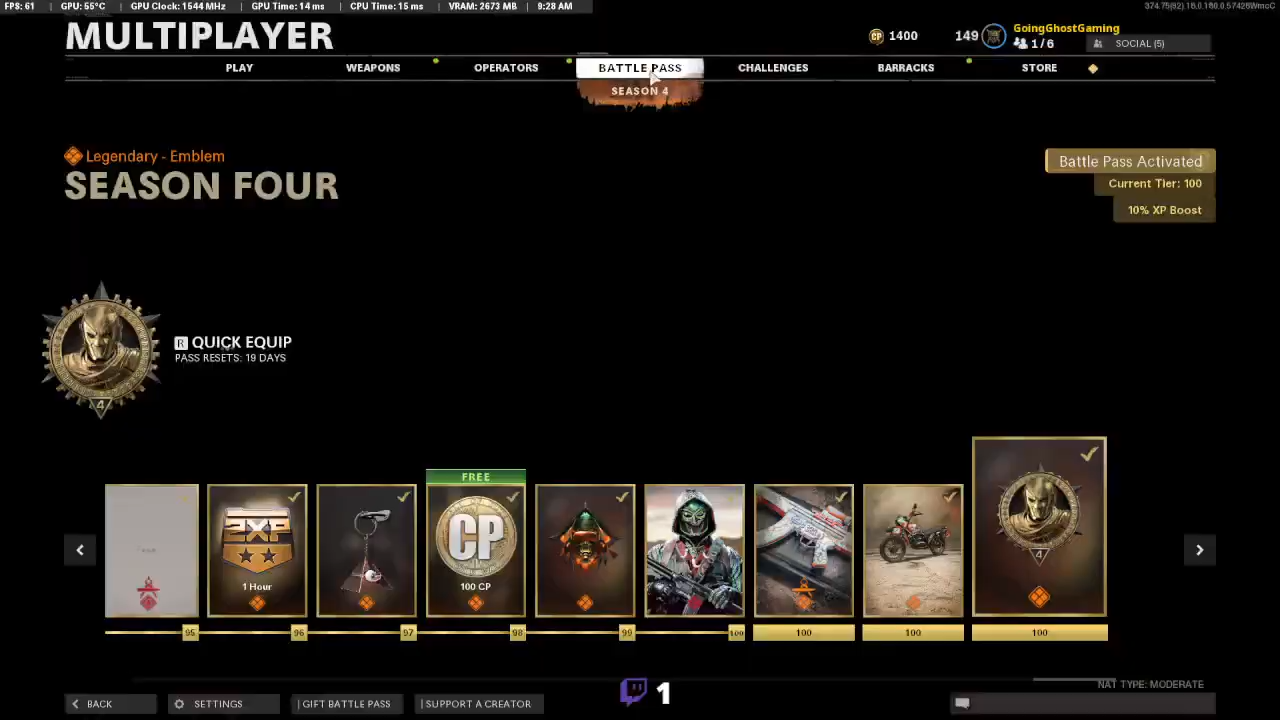 FPS: 61 | GPU: 55°C | GPU Clock: 1544 MHz | GPU Time: 14 ms | CPU Time: 15 ms | VRAM: 2673 MB | 9:28 AM
MULTIPLAYER
CP 1400
149
GoingGhostGaming
1 / 6
SOCIAL (5)
PLAY
WEAPONS
OPERATORS
BATTLE PASS
CHALLENGES
BARRACKS
STORE
SEASON 4
Legendary - Emblem
SEASON FOUR
Battle Pass Activated
Current Tier: 100
10% XP Boost
R QUICK EQUIP
PASS RESETS: 19 DAYS
4
FREE
2XP
1 Hour
CP
100 CP
4
95
96
97
98
99
100
100
100
100
1
NAT TYPE: MODERATE
BACK
SETTINGS
| GIFT BATTLE PASS
| SUPPORT A CREATOR